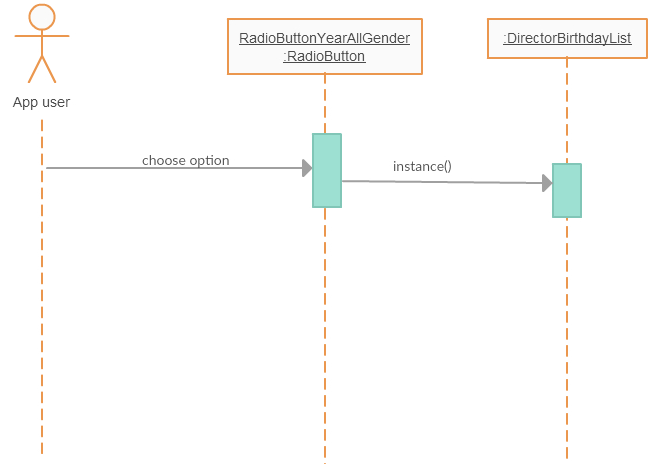 RadioButtonYearAllGender
:RadioButton
:DirectorBirthdayList
App user
choose option
instance()